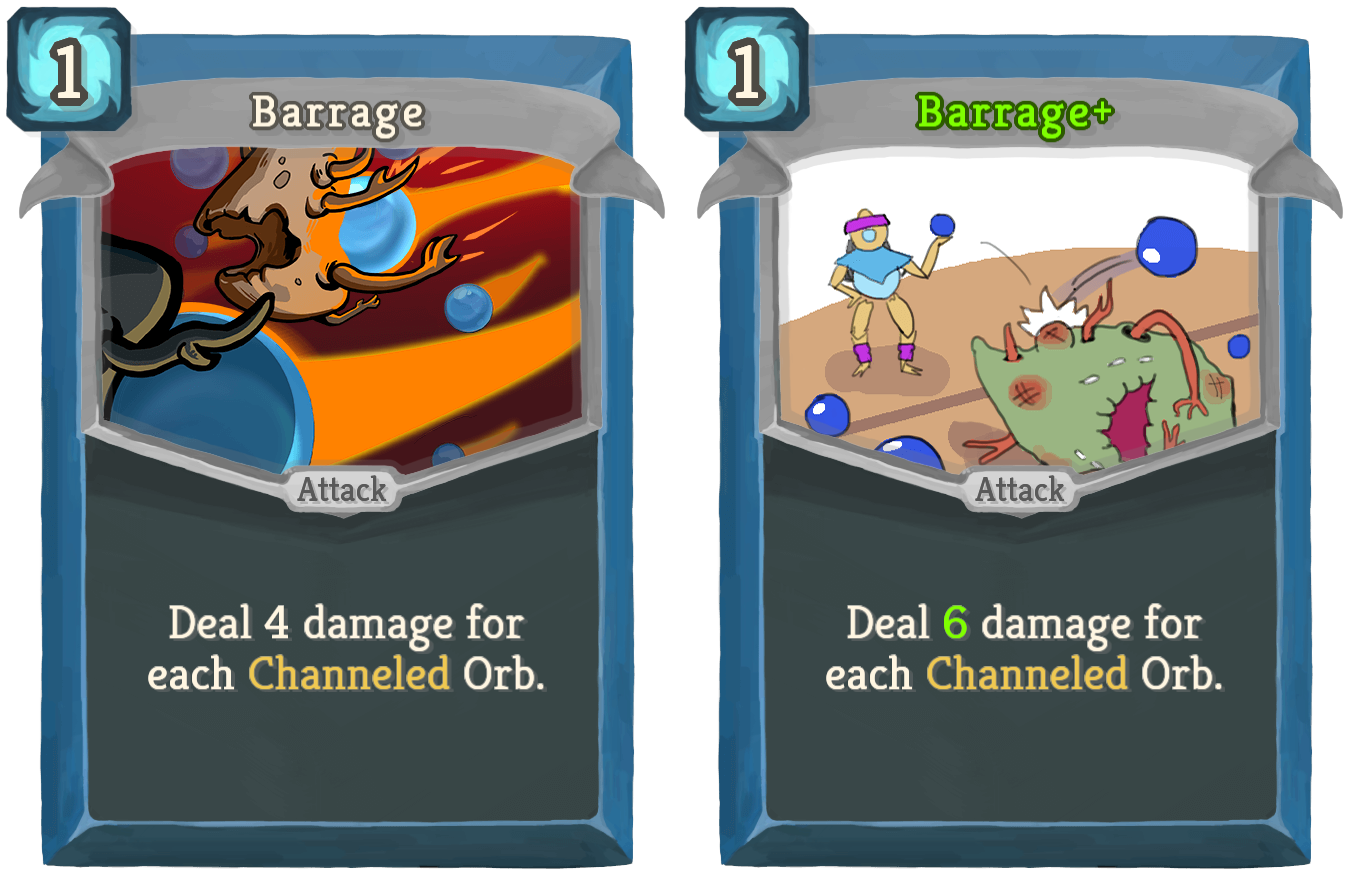 1
Barrage
Attack
Deal 4 damage for
each Channeled Orb.
1
Barrage+
Attack
Deal 6 damage for
each Channeled Orb.